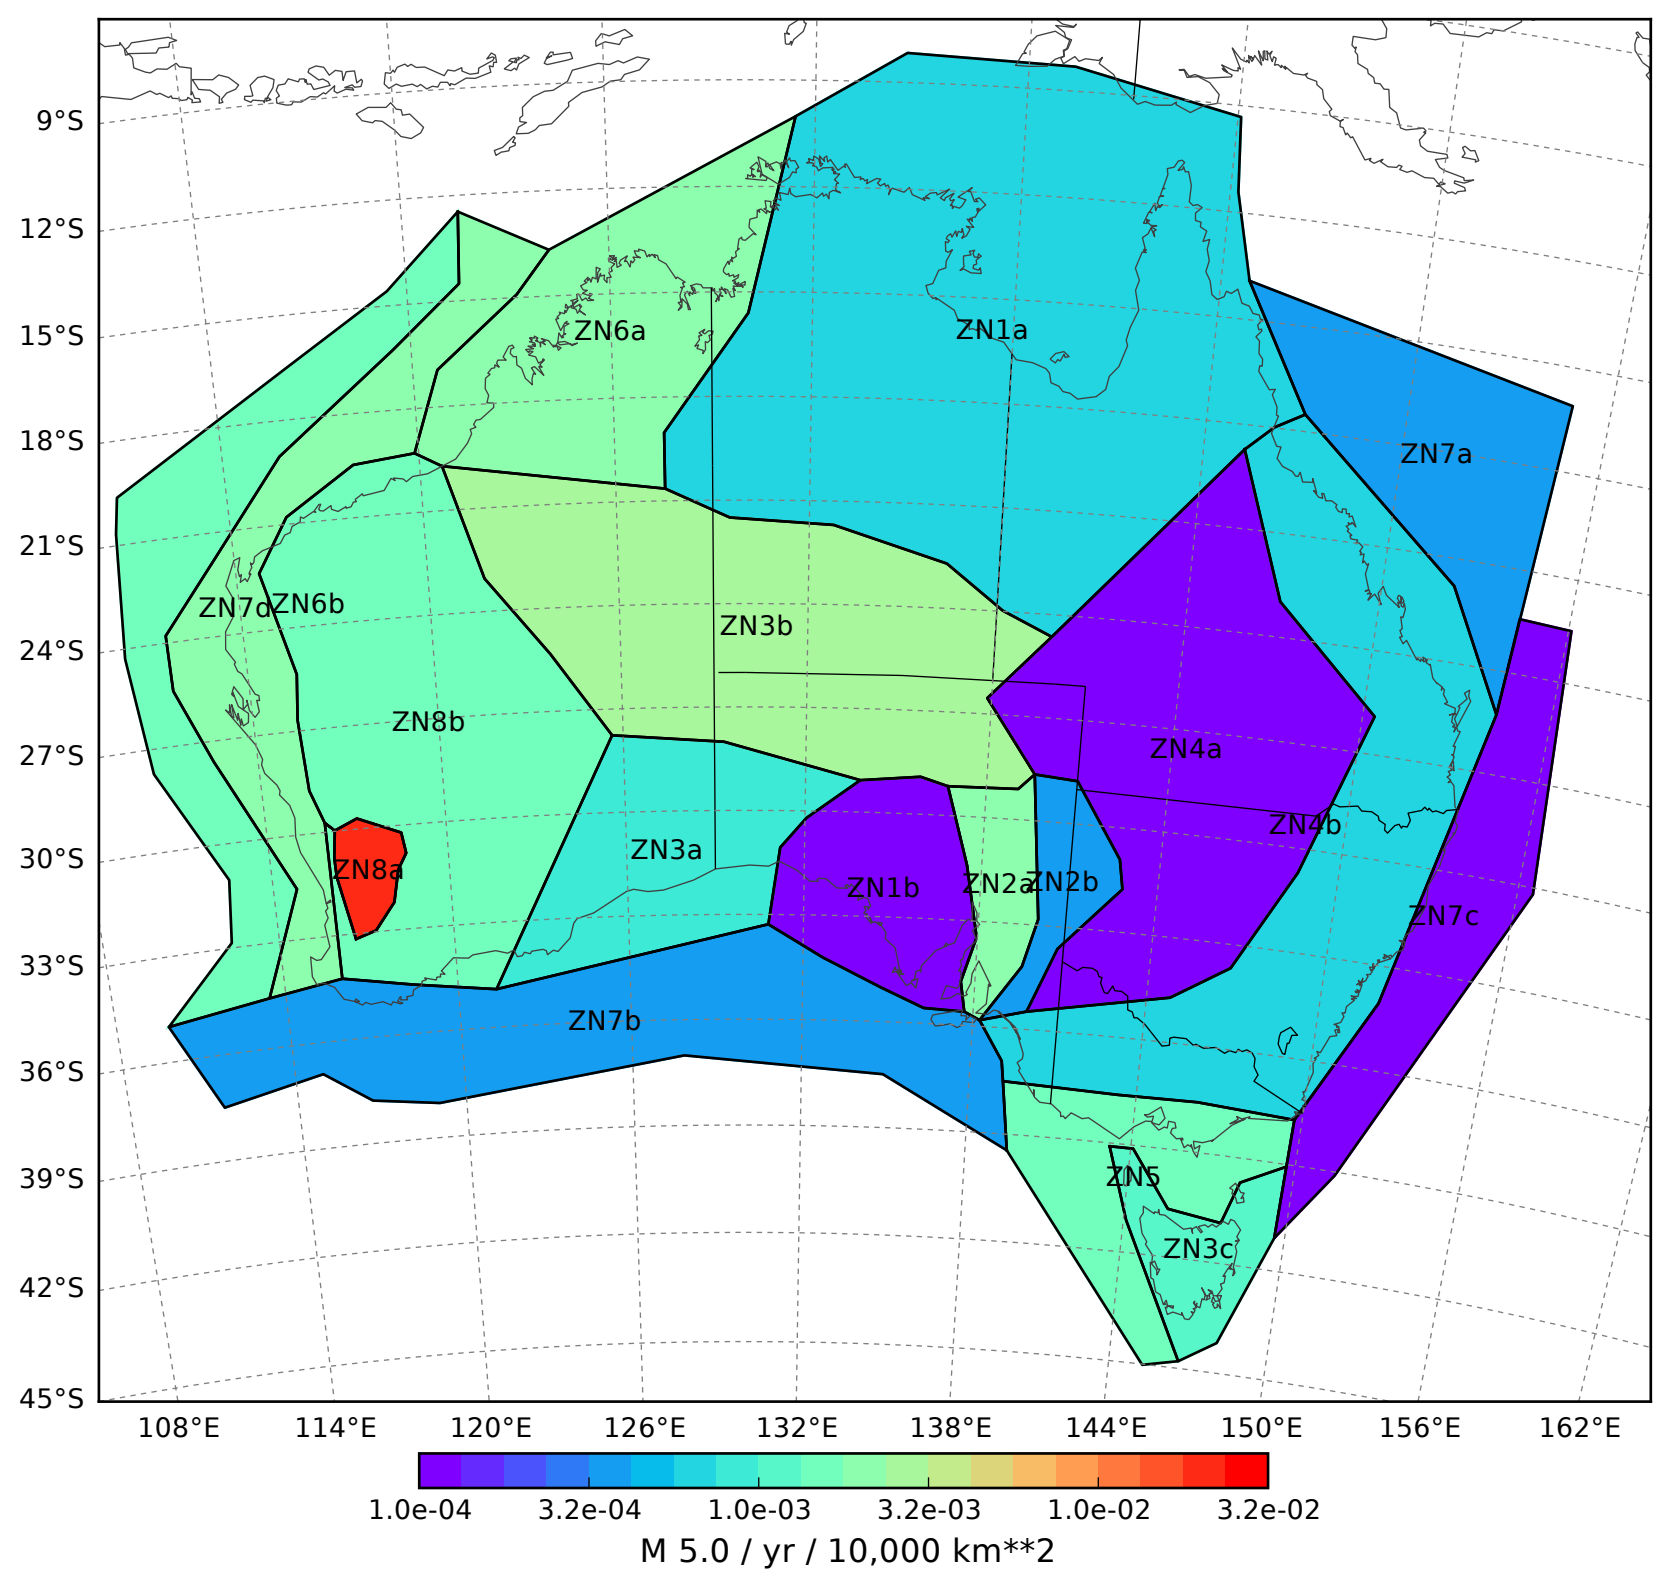 9°S
12°S
15°S
18°S
21°S
24°S
27°S
30°S
33°S
36°S
39°S
42°S
45°S
ZN6a
ZN1a
ZN7a
ZN7d
ZN6b
ZN3b
ZN8b
ZN4a
ZN4b
ZN3a
ZN8a
ZN1b
ZN2a
ZN2b
ZN7c
ZN7b
ZN5
ZN3c
108°E 114°E 120°E 126°E 132°E 138°E 144°E 150°E 156°E 162°E
1.0e-04 3.2e-04 1.0e-03 3.2e-03 1.0e-02 3.2e-02
M 5.0 / yr / 10,000 km**2